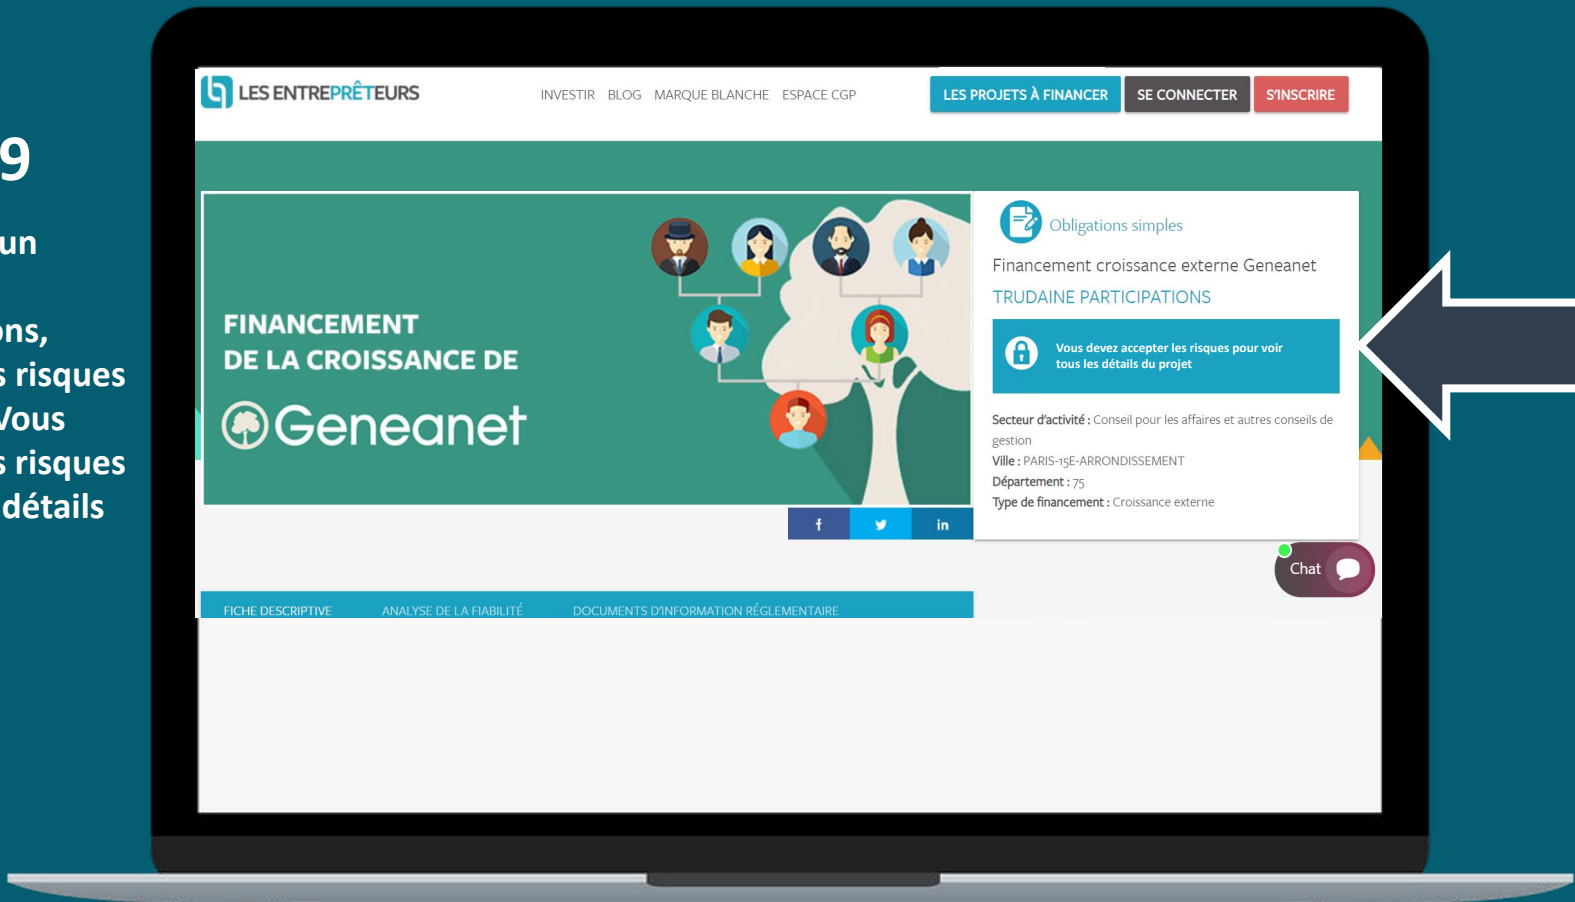 9
un
ons,
s risques
Vous
s risques
détails
LES ENTREPRÊTEURS
INVESTIR BLOG MARQUE BLANCHE ESPACE CGP
LES PROJETS À FINANCER
SE CONNECTER
S'INSCRIRE
FINANCEMENT
DE LA CROISSANCE DE
Geneanet
f
in
Obligations simples
Financement croissance externe Geneanet
TRUDAINE PARTICIPATIONS
Vous devez accepter les risques pour voir
tous les détails du projet
Secteur d'activité : Conseil pour les affaires et autres conseils de
gestion
Ville : PARIS-15E-ARRONDISSEMENT
Département : 75
Type de financement : Croissance externe
Chat
FICHE DESCRIPTIVE ANALYSE DE LA FIABILITÉ DOCUMENTS D'INFORMATION RÉGLEMENTAIRE